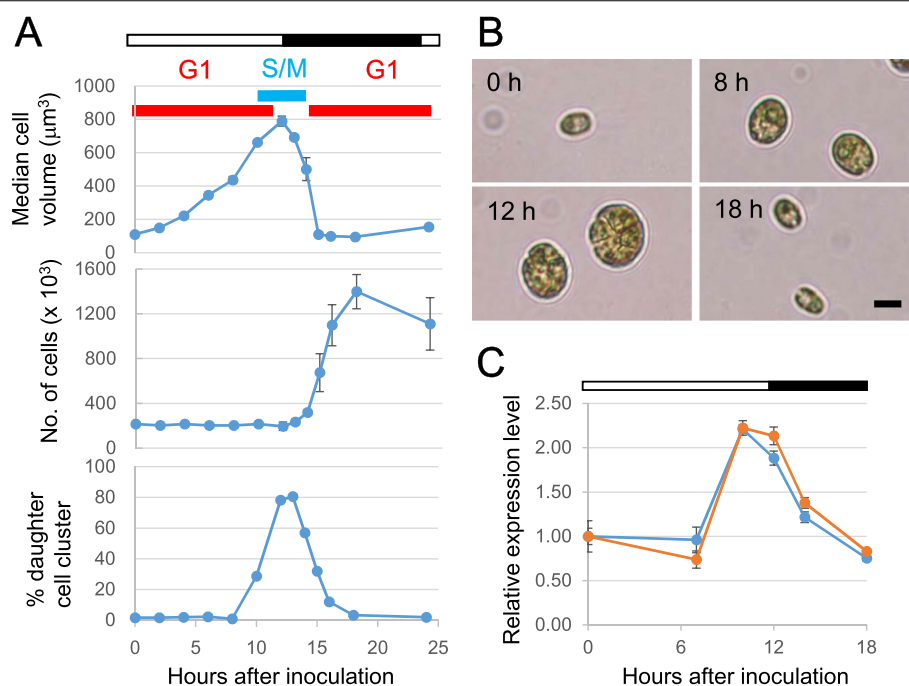 A
G1 S/M G1
Median cell
volume (μm³)
1000
800
600
400
200
0
No. of cells (x 10³)
1600
1200
800
400
0
% daughter
cell cluster
100
80
60
40
20
0
0 5 10 15 20 25
Hours after inoculation
B
0 h
8 h
12 h
18 h
C
Relative expression level
2.50
2.00
1.50
1.00
0.50
0.00
0 6 12 18
Hours after inoculation